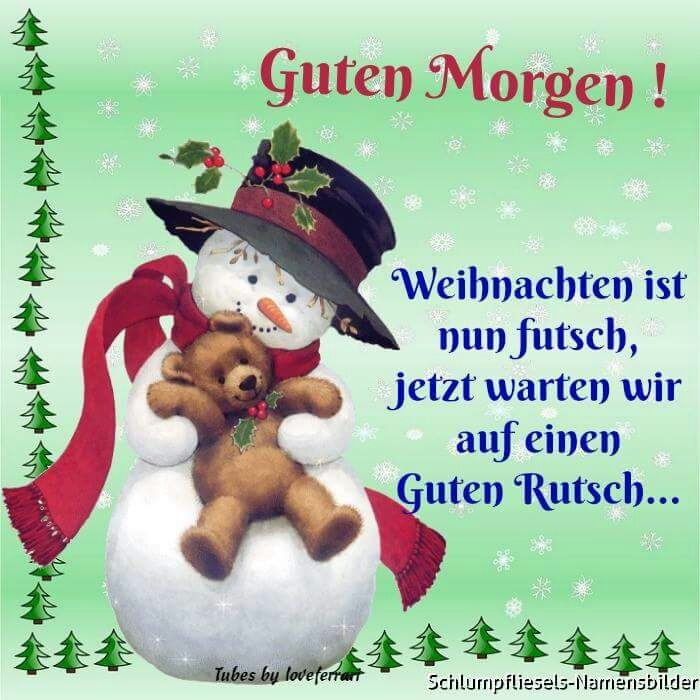 Guten Morgen !
Weihnachten ist
nun futsch,
jetzt warten wir
auf einen
Guten Rutsch...
Tubes by loveferrari
Schlumpfliesels-Namensbilder